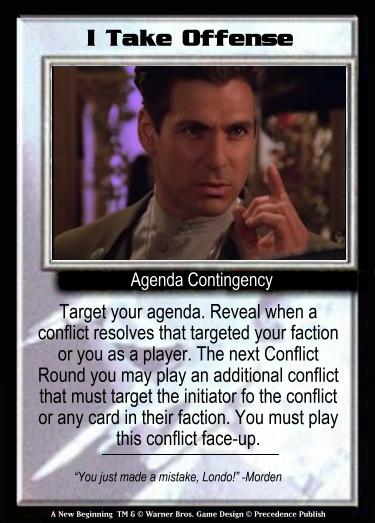 I Take Offense
Agenda Contingency
Target your agenda. Reveal when a
conflict resolves that targeted your faction
or you as a player. The next Conflict
Round you may play an additional conflict
that must target the initiator fo the conflict
or any card in their faction. You must play
this conflict face-up.
“You just made a mistake, Londo!” -Morden
A New Beginning TM & © Warner Bros. Game Design © Precedence Publish